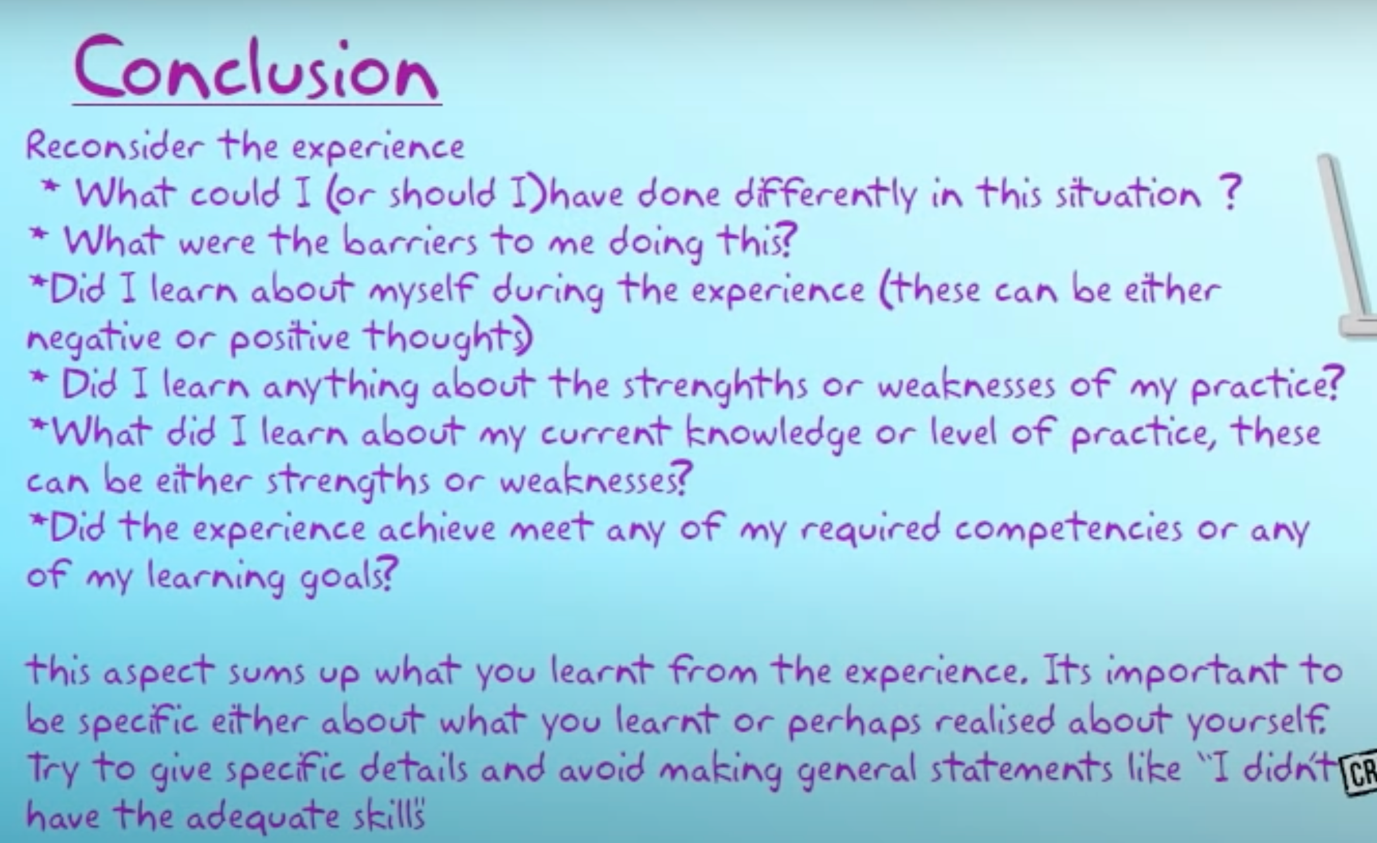 Conclusion
Reconsider the experience
* What could I (or should I)have done differently in this situation ?
* What were the barriers to me doing this?
*Did I learn about myself during the experience (these can be either
negative or positive thoughts)
* Did I learn anything about the strenghths or weaknesses of my practice?
*What did I learn about my current knowledge or level of practice, these
can be either strengths or weaknesses?
*Did the experience achieve meet any of my required competencies or any
of my learning goals?
this aspect sums up what you learnt from the experience. Its important to
be specific either about what you learnt or perhaps realised about yourself.
Try to give specific details and avoid making general statements like "I didn't
have the adequate skills"